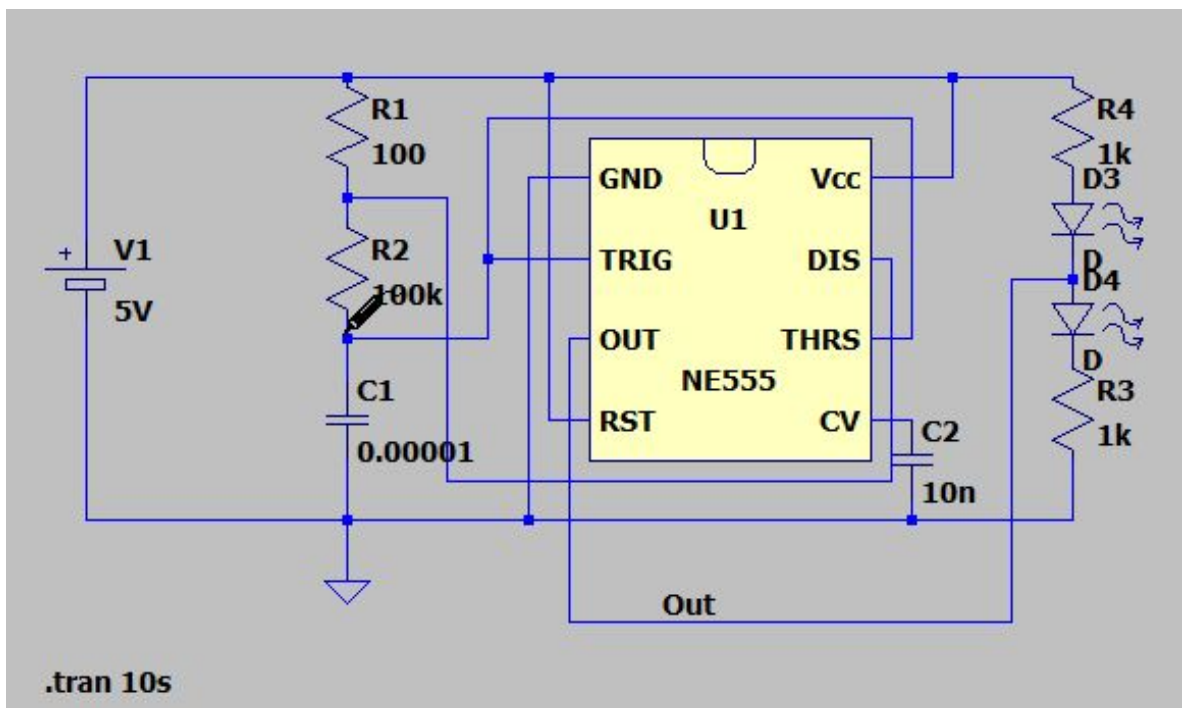 R1
100
R4
1k
GND
Vcc
D3
U1
+
V1
5V
R2
100k
TRIG
DIS
D
D4
OUT
THRS
NE555
D
C1
0.00001
R3
1k
RST
CV
C2
10n
Out
.tran 10s